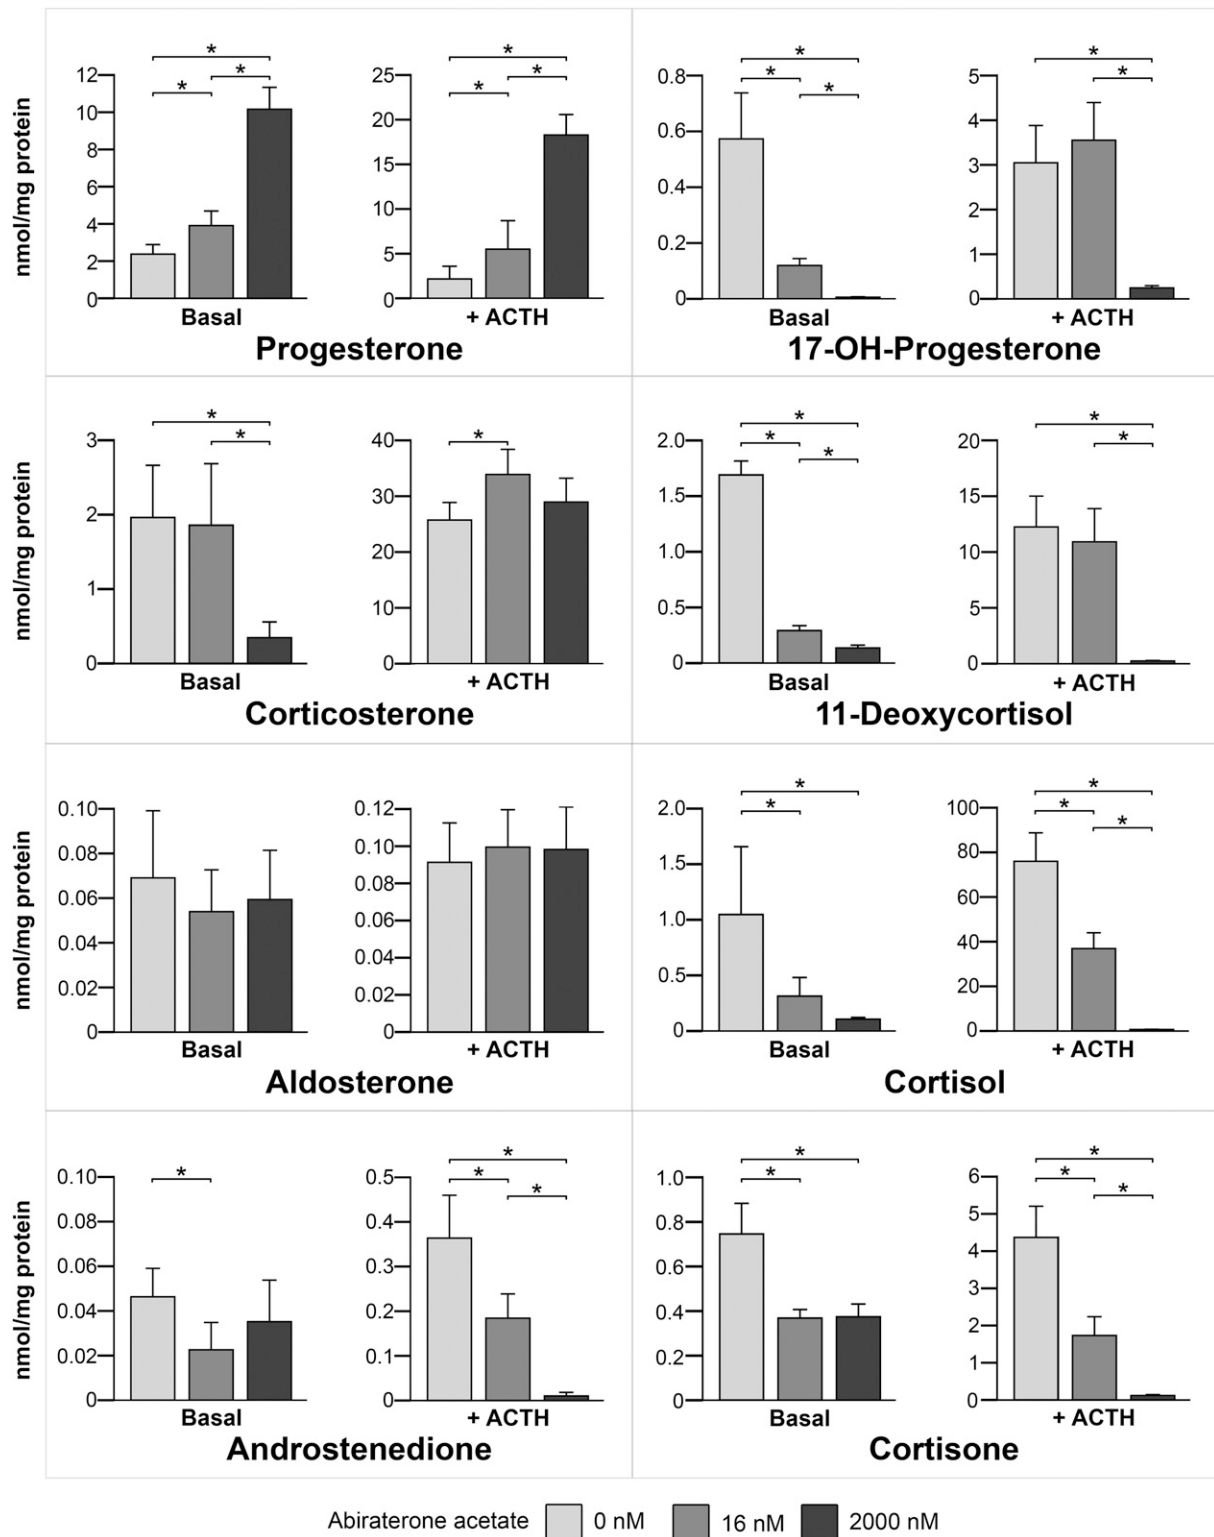 nmol/mg protein
* * *
12
10
8
6
4
2
0
Basal
* * *
25
20
15
10
5
0
+ ACTH
Progesterone
* * *
0.8
0.6
0.4
0.2
0
Basal
* *
5
4
3
2
1
0
+ ACTH
17-OH-Progesterone
nmol/mg protein
* *
3
2
1
0
Basal
*
40
30
20
10
0
+ ACTH
Corticosterone
* * *
2.0
1.5
1.0
0.5
0
Basal
* *
20
15
10
5
0
+ ACTH
11-Deoxycortisol
nmol/mg protein
0.10
0.08
0.06
0.04
0.02
0
Basal
0.12
0.10
0.08
0.06
0.04
0.02
0
+ ACTH
Aldosterone
* *
2.0
1.5
1.0
0.5
0
Basal
* * *
100
80
60
40
20
0
+ ACTH
Cortisol
nmol/mg protein
*
0.10
0.08
0.06
0.04
0.02
0
Basal
* * *
0.5
0.4
0.3
0.2
0.1
0
+ ACTH
Androstenedione
* *
1.0
0.8
0.6
0.4
0.2
0
Basal
* * *
6
5
4
3
2
1
0
+ ACTH
Cortisone
Abiraterone acetate 0 nM 16 nM 2000 nM